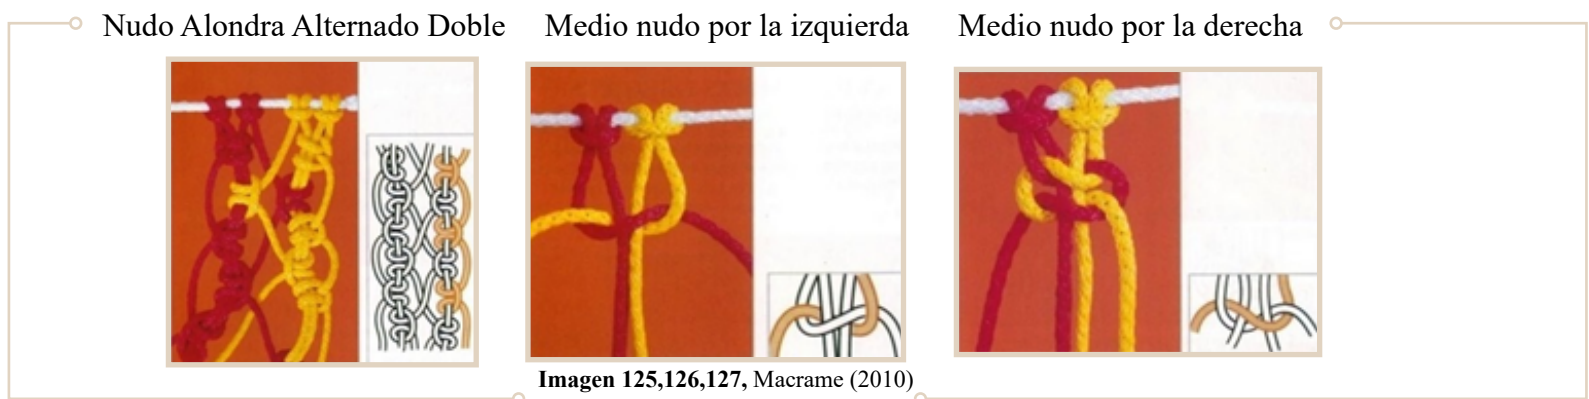 Nudo Alondra Alternado Doble
Medio nudo por la izquierda
Medio nudo por la derecha
Imagen 125,126,127, Macrame (2010)